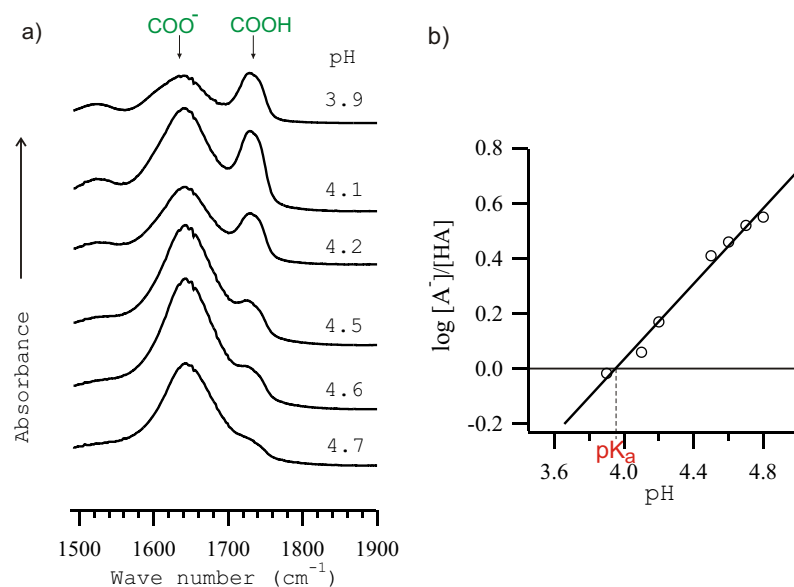 a)
COO⁻
COOH
pH
3.9
4.1
4.2
4.5
4.6
4.7
Absorbance
1500 1600 1700 1800 1900
Wave number (cm⁻¹)
b)
0.8
0.6
0.4
0.2
0.0
-0.2
log [A⁻]/[HA]
3.6 4.0 4.4 4.8
pKₐ
pH